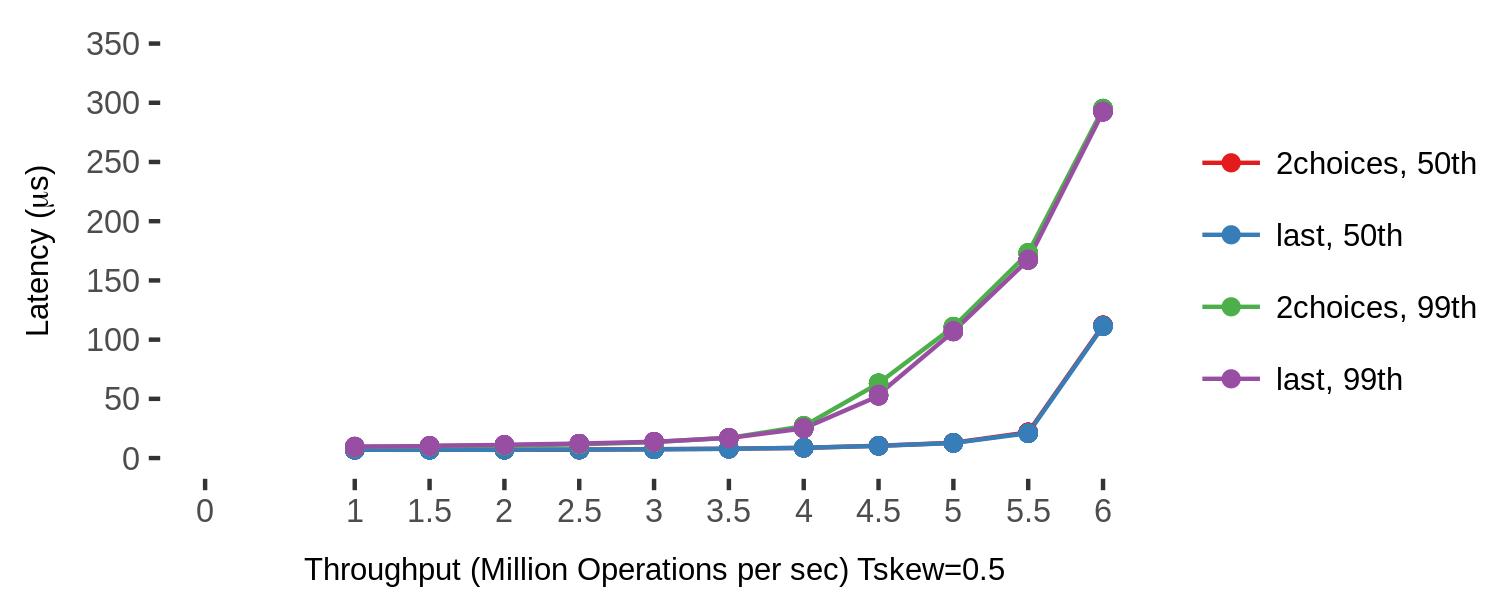 350
300
250
200
150
100
50
0
Latency (μs)
0 1 1.5 2 2.5 3 3.5 4 4.5 5 5.5 6
Throughput (Million Operations per sec) Tskew=0.5
2choices, 50th
last, 50th
2choices, 99th
last, 99th